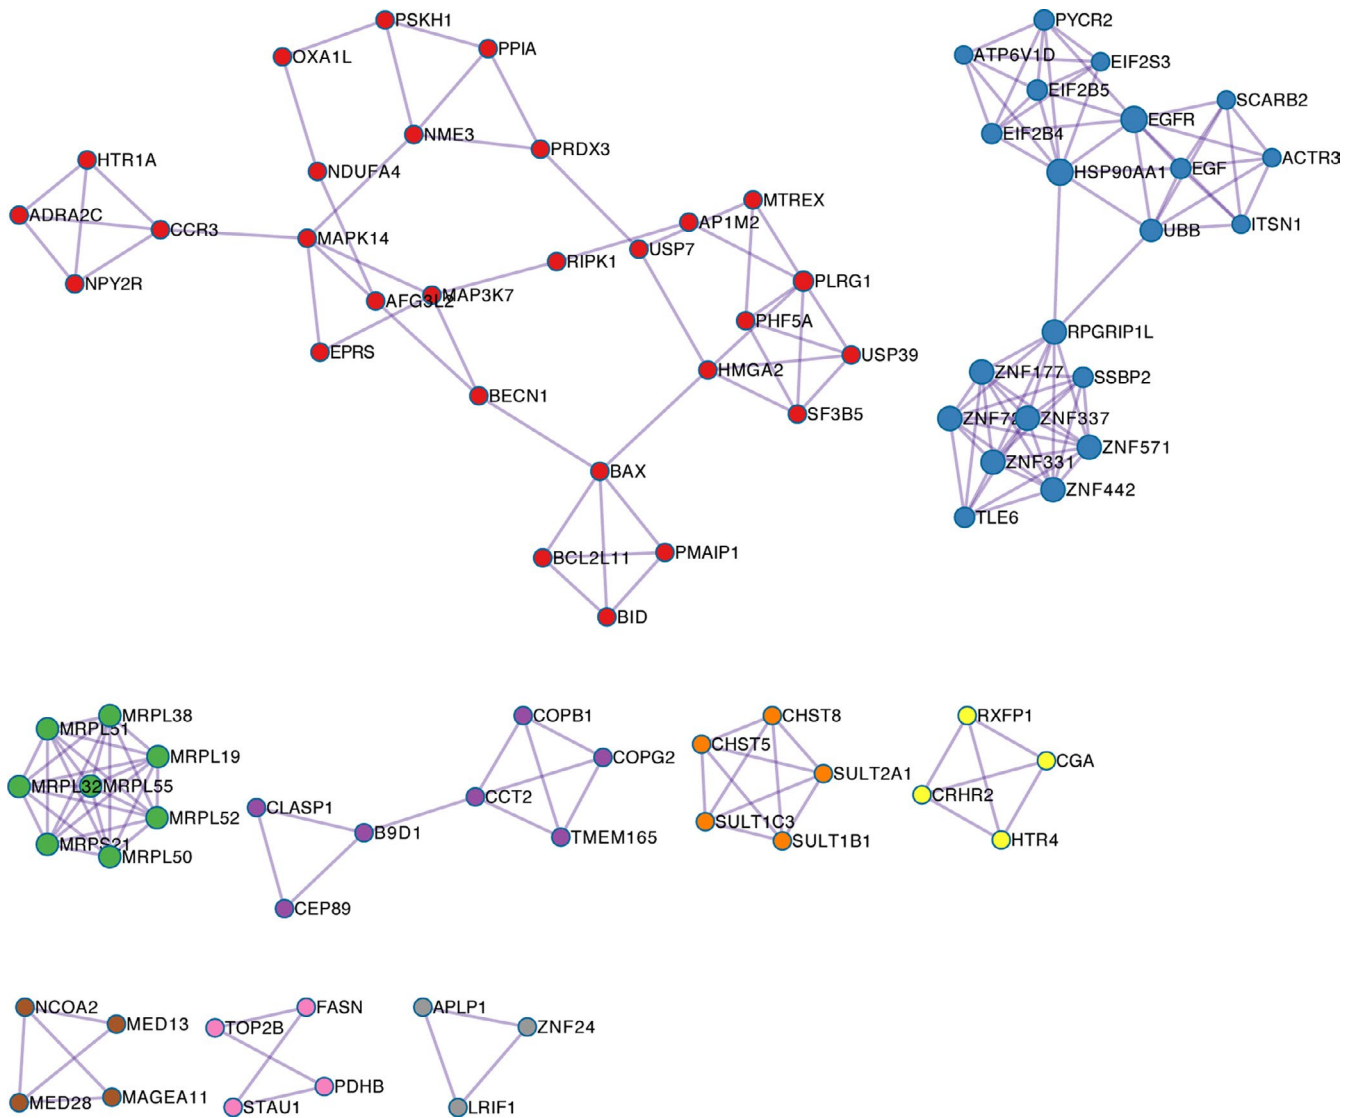 PSKH1
PPIA
OXA1L
NME3
PRDX3
NDUFA4
HTR1A
ADRA2C
CCR3
NPY2R
MAPK14
MTREX
AP1M2
USP7
RIPK1
PLRG1
AFG3L2
MAP3K7
PHF5A
EPRS
USP39
HMGA2
BECN1
SF3B5
BAX
BCL2L11
PMAIP1
BID
PYCR2
ATP6V1D
EIF2S3
EIF2B5
SCARB2
EGFR
EIF2B4
ACTR3
HSP90AA1
EGF
UBB
ITSN1
RPGRIP1L
ZNF177
SSBP2
ZNF337
ZNF571
ZNF331
ZNF442
TLE6
MRPL38
MRPL51
MRPL19
MRPL32
MRPL55
MRPL52
MRPS21
MRPL50
COPB1
COPG2
CCT2
CLASP1
B9D1
TMEM165
CEP89
CHST8
CHST5
SULT2A1
SULT1C3
SULT1B1
RXFP1
CGA
CRHR2
HTR4
NCOA2
MED13
MED28
MAGEA11
FASN
TOP2B
PDHB
STAU1
APLP1
ZNF24
LRIF1